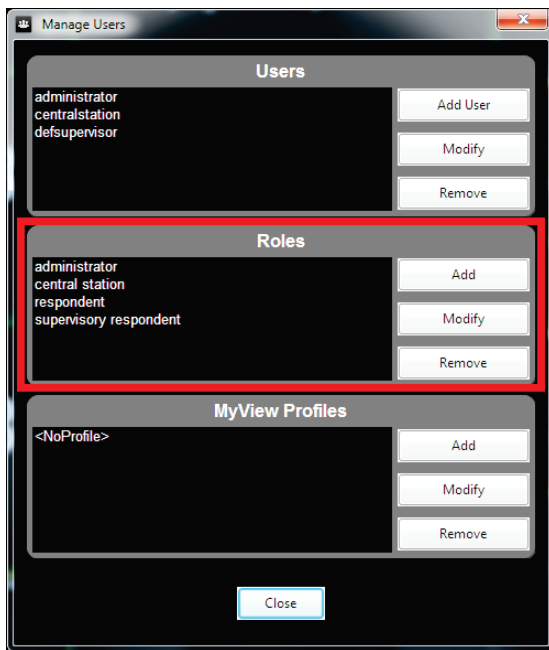 Manage Users
Users
administrator
centralstation
defsupervisor
Add User
Modify
Remove
Roles
administrator
central station
respondent
supervisory respondent
Add
Modify
Remove
MyView Profiles
<NoProfile>
Add
Modify
Remove
Close